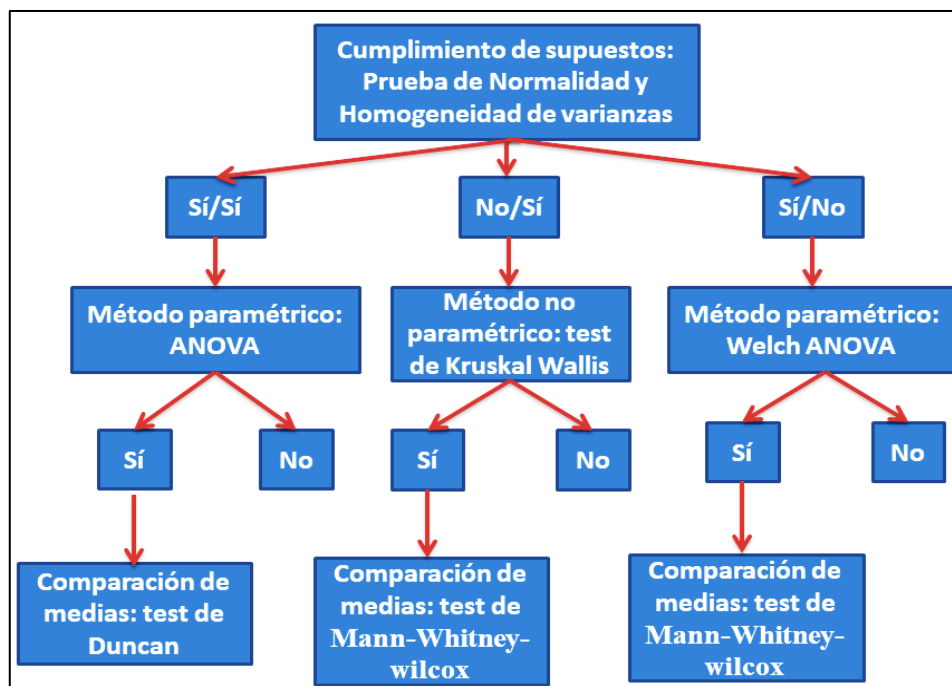 Cumplimiento de supuestos:
Prueba de Normalidad y
Homogeneidad de varianzas
Sí/Sí
No/Sí
Sí/No
Método paramétrico:
ANOVA
Método no
paramétrico: test
de Kruskal Wallis
Método paramétrico:
Welch ANOVA
Sí
No
Sí
No
Sí
No
Comparación de
medias: test de
Duncan
Comparación de
medias: test de
Mann-Whitney-
wilcox
Comparación de
medias: test de
Mann-Whitney-
wilcox